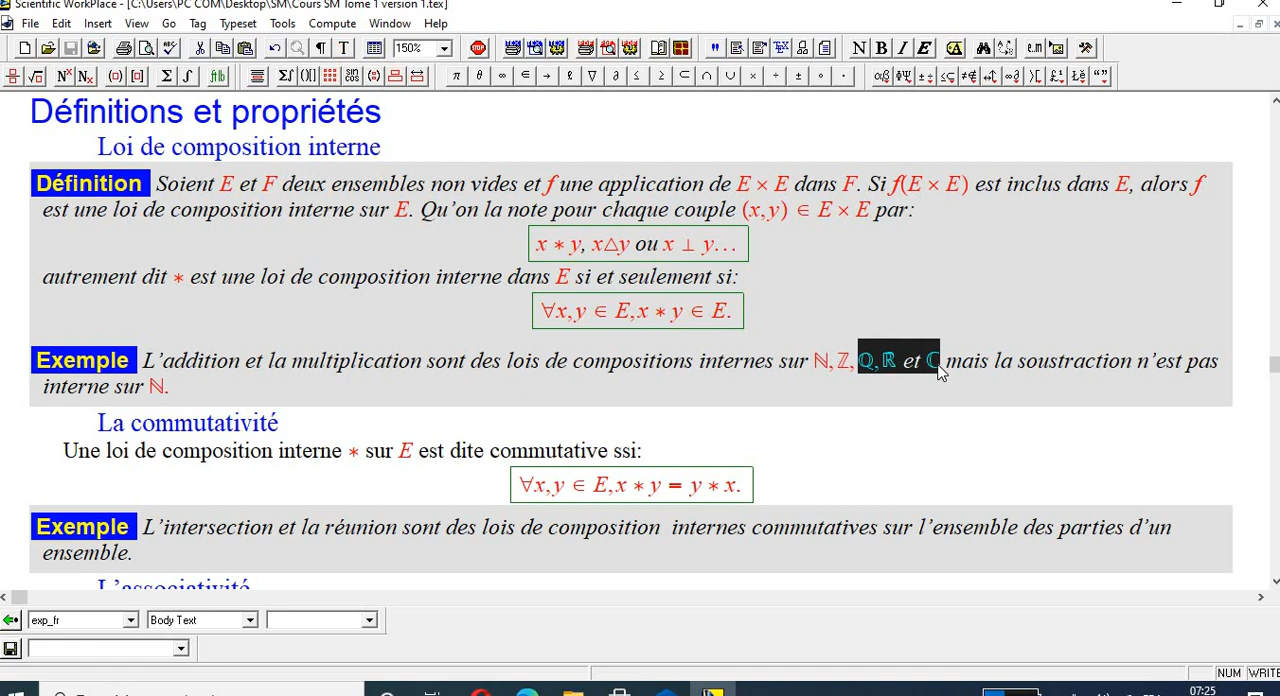 Scientific WorkPlace - [C:\Users\PC COM\Desktop\SM\Cours SM Tome 1 version 1.tex]
File Edit Insert View Go Tag Typeset Tools Compute Window Help
150%
Définitions et propriétés
Loi de composition interne
Définition Soient E et F deux ensembles non vides et f une application de E × E dans F. Si f(E × E) est inclus dans E, alors f
est une loi de composition interne sur E. Qu'on la note pour chaque couple (x,y) ∈ E × E par:
x ∗ y, x△y ou x ⊥ y…
autrement dit ∗ est une loi de composition interne dans E si et seulement si:
∀x,y ∈ E,x ∗ y ∈ E.
Exemple L'addition et la multiplication sont des lois de compositions internes sur ℕ,ℤ,ℚ,ℝ et ℂ mais la soustraction n'est pas
interne sur ℕ.
La commutativité
Une loi de composition interne ∗ sur E est dite commutative ssi:
∀x,y ∈ E,x ∗ y = y ∗ x.
Exemple L'intersection et la réunion sont des lois de composition internes commutatives sur l'ensemble des parties d'un
ensemble.
L'associativité
exp_fr Body Text
NUM WRITE
07:25